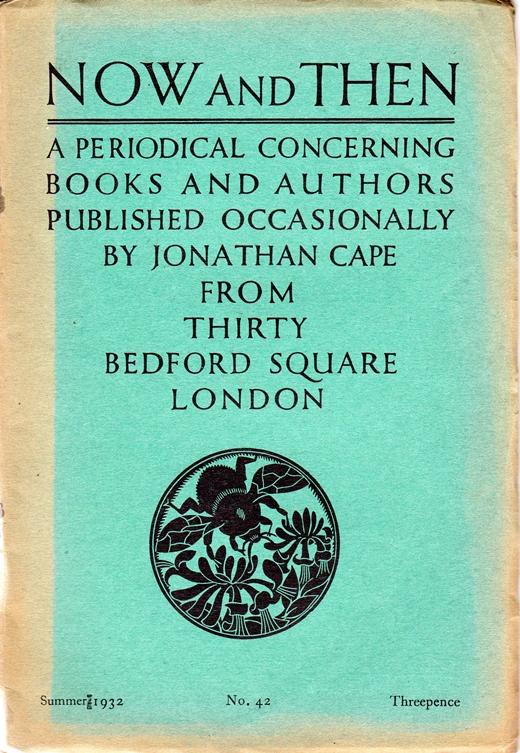 NOW AND THEN
A PERIODICAL CONCERNING
BOOKS AND AUTHORS
PUBLISHED OCCASIONALLY
BY JONATHAN CAPE
FROM
THIRTY
BEDFORD SQUARE
LONDON
Summer 1932 No. 42 Threepence